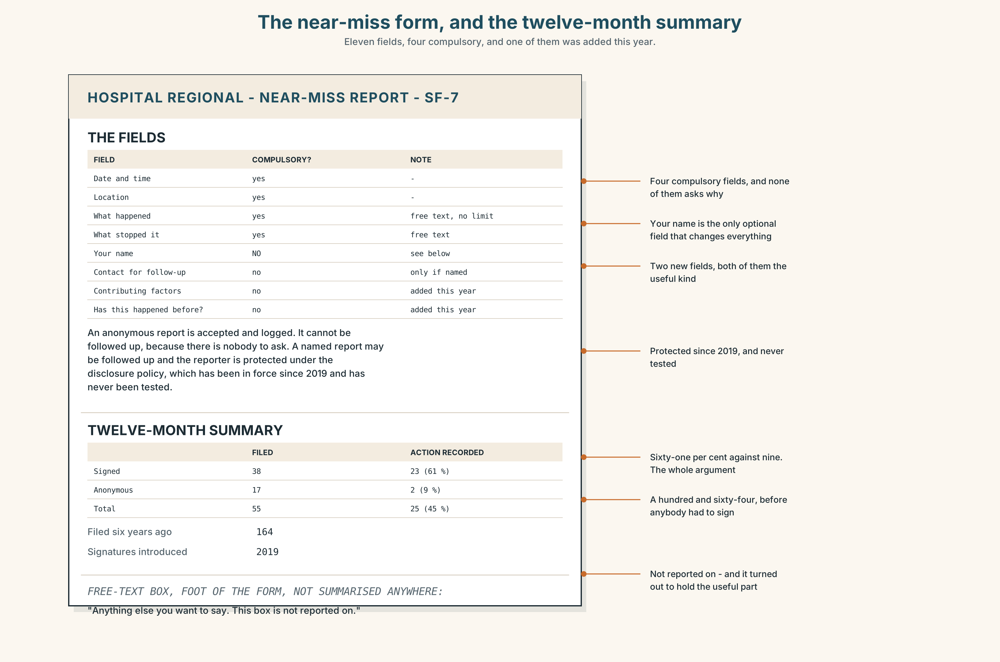 The near-miss form, and the twelve-month summary
Eleven fields, four compulsory, and one of them was added this year.
HOSPITAL REGIONAL - NEAR-MISS REPORT - SF-7
THE FIELDS
FIELD COMPULSORY? NOTE
Date and time yes -
Location yes -
What happened yes free text, no limit
What stopped it yes free text
Your name NO see below
Contact for follow-up no only if named
Contributing factors no added this year
Has this happened before? no added this year
An anonymous report is accepted and logged. It cannot be
followed up, because there is nobody to ask. A named report may
be followed up and the reporter is protected under the
disclosure policy, which has been in force since 2019 and has
never been tested.
TWELVE-MONTH SUMMARY
FILED ACTION RECORDED
Signed 38 23 (61 %)
Anonymous 17 2 (9 %)
Total 55 25 (45 %)
Filed six years ago 164
Signatures introduced 2019
FREE-TEXT BOX, FOOT OF THE FORM, NOT SUMMARISED ANYWHERE:
"Anything else you want to say. This box is not reported on."
Four compulsory fields, and none
of them asks why
Your name is the only optional
field that changes everything
Two new fields, both of them the
useful kind
Protected since 2019, and never
tested
Sixty-one per cent against nine.
The whole argument
A hundred and sixty-four, before
anybody had to sign
Not reported on - and it turned
out to hold the useful part